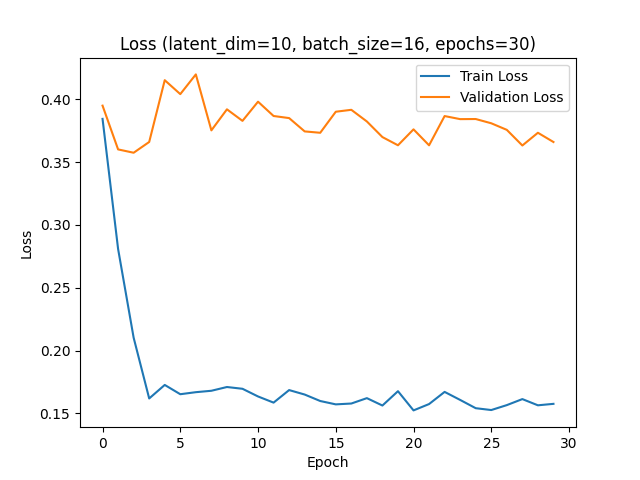 Loss (latent_dim=10, batch_size=16, epochs=30)
Train Loss
Validation Loss
Loss
0.40
0.35
0.30
0.25
0.20
0.15
0 5 10 15 20 25 30
Epoch